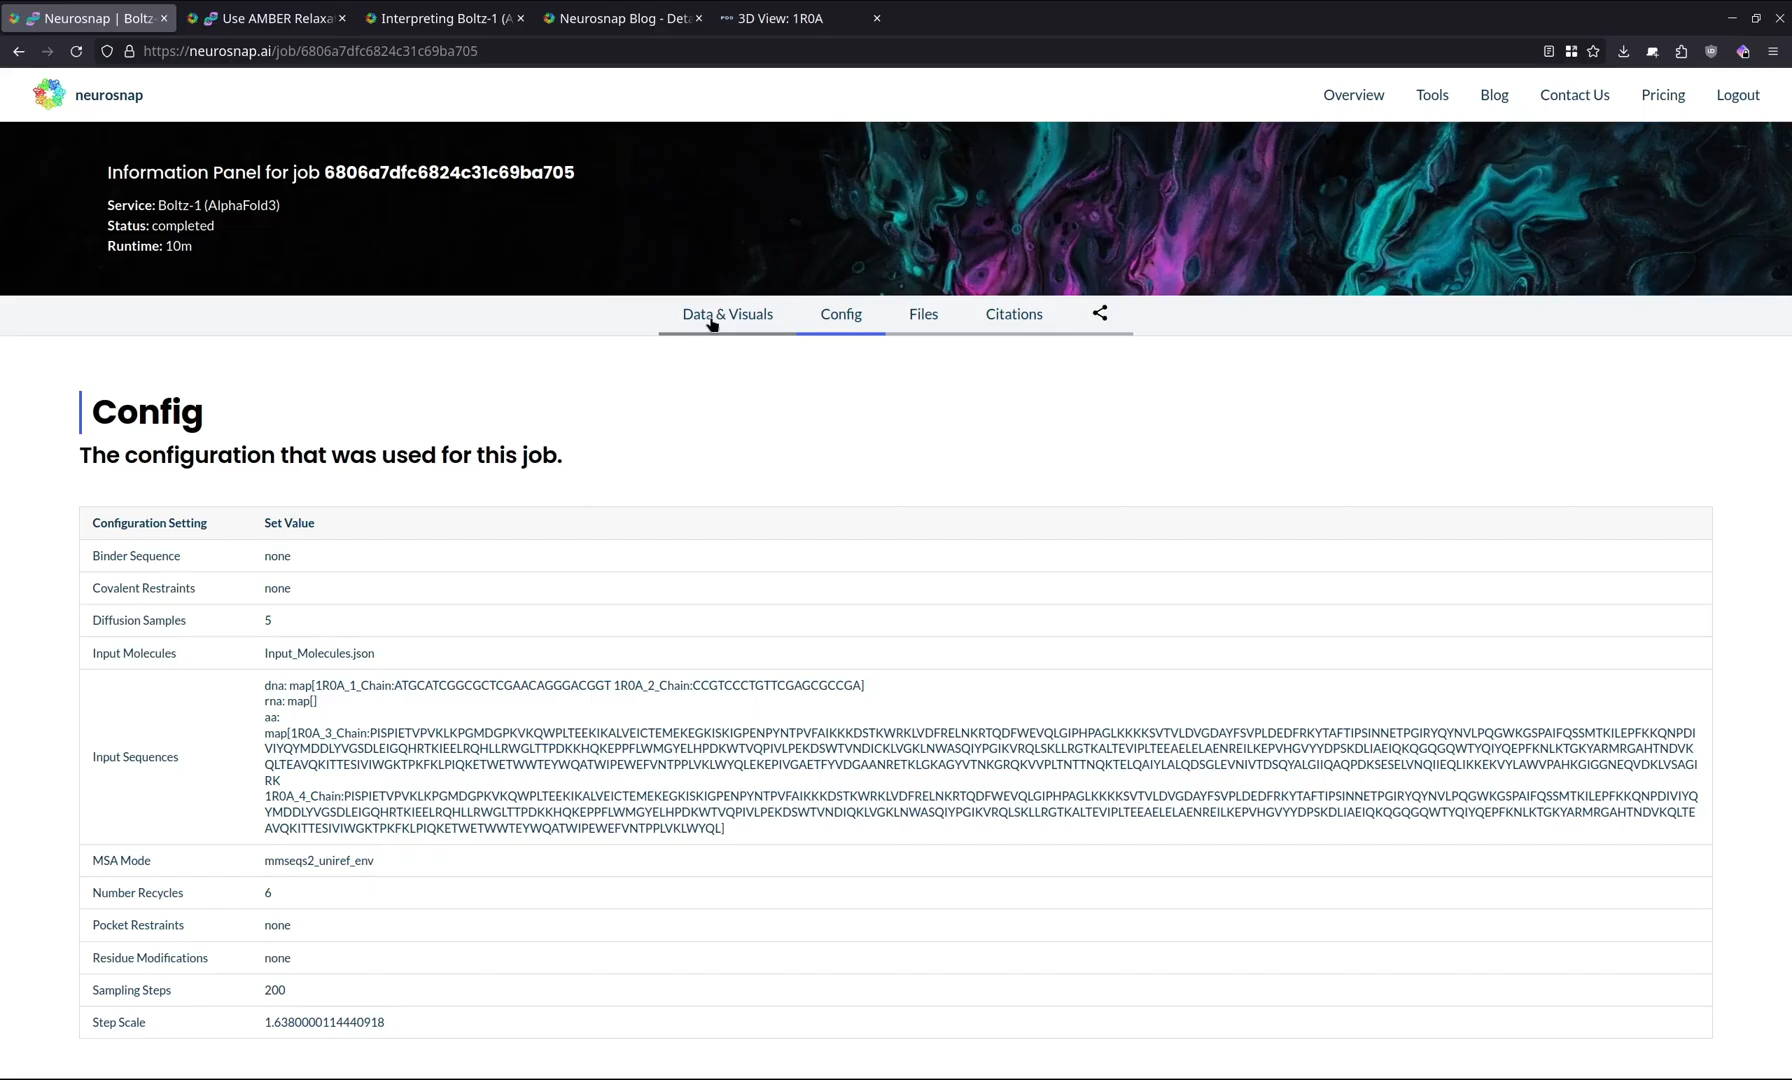 Neurosnap | Boltz-
Use AMBER Relaxa
Interpreting Boltz-1 (A
Neurosnap Blog - Deta
3D View: 1R0A
https://neurosnap.ai/job/6806a7dfc6824c31c69ba705
neurosnap
Overview
Tools
Blog
Contact Us
Pricing
Logout
Information Panel for job 6806a7dfc6824c31c69ba705
Service: Boltz-1 (AlphaFold3)
Status: completed
Runtime: 10m
Data & Visuals
Config
Files
Citations
Config
The configuration that was used for this job.
Configuration Setting Set Value
Binder Sequence none
Covalent Restraints none
Diffusion Samples 5
Input Molecules Input_Molecules.json
Input Sequences
dna: map[1R0A_1_Chain:ATGCATCGGCGCTCGAACAGGGACGGT 1R0A_2_Chain:CCGTCCCTGTTCGAGCGCCGA]
rna: map[]
aa:
map[1R0A_3_Chain:PISPIETVPVKLKPGMDGPKVKQWPLTEEKIKALVEICTEMEKEGKISKIGPENPYNTPVFAIKKKDSTKWRKLVDFRELNKRTQDFWEVQLGIPHPAGLKKKKSVTVLDVGDAYFSVPLDEDFRKYTAFTIPSINNETPGIRYQYNVLPQGWKGSPAIFQSSMTKILEPFKKQNPDI
VIYQYMDDLYVGSDLEIGQHRTKIEELRQHLLRWGLTTPDKKHQKEPPFLWMGYELHPDKWTVQPIVLPEKDSWTVNDICKLVGKLNWASQIYPGIKVRQLSKLLRGTKALTEVIPLTEEAELELAENREILKEPVHGVYYDPSKDLIAEIQKQGQGQWTYQIYQEPFKNLKTGKYARMRGAHTNDVK
QLTEAVQKITTESIVIWGKTPKFKLPIQKETWETWWTEYWQATWIPEWEFVNTPPLVKLWYQLEKEPIVGAETFYVDGAANRETKLGKAGYVTNKGRQKVVPLTNTTNQKTELQAIYLALQDSGLEVNIVTDSQYALGIIQAQPDKSESELVNQIIEQLIKKEKVYLAWVPAHKGIGGNEQVDKLVSAGI
RK
1R0A_4_Chain:PISPIETVPVKLKPGMDGPKVKQWPLTEEKIKALVEICTEMEKEGKISKIGPENPYNTPVFAIKKKDSTKWRKLVDFRELNKRTQDFWEVQLGIPHPAGLKKKKSVTVLDVGDAYFSVPLDEDFRKYTAFTIPSINNETPGIRYQYNVLPQGWKGSPAIFQSSMTKILEPFKKQNPDIVIYQ
YMDDLYVGSDLEIGQHRTKIEELRQHLLRWGLTTPDKKHQKEPPFLWMGYELHPDKWTVQPIVLPEKDSWTVNDIQKLVGKLNWASQIYPGIKVRQLSKLLRGTKALTEVIPLTEEAELELAENREILKEPVHGVYYDPSKDLIAEIQKQGQGQWTYQIYQEPFKNLKTGKYARMRGAHTNDVKQLTE
AVQKITTESIVIWGKTPKFKLPIQKETWETWWTEYWQATWIPEWEFVNTPPLVKLWYQL]
MSA Mode mmseqs2_uniref_env
Number Recycles 6
Pocket Restraints none
Residue Modifications none
Sampling Steps 200
Step Scale 1.6380000114440918